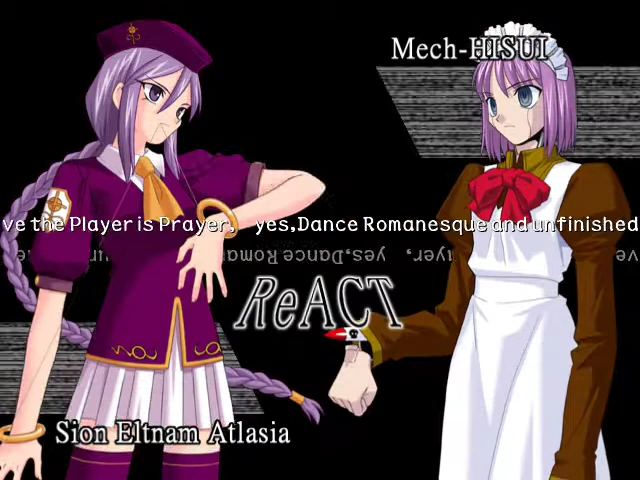 Mech-HISUI
ve the Player is Prayer, yes,Dance Romanesque and unfinished
ReACT
Sion Eltnam Atlasia